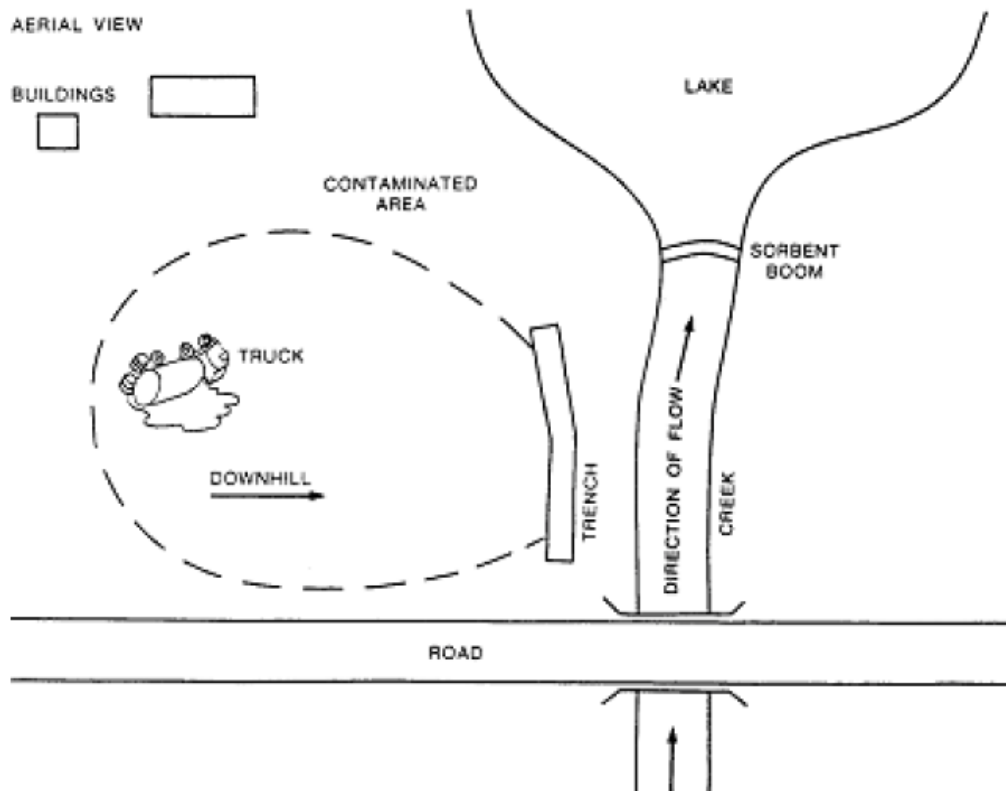 AERIAL VIEW
BUILDINGS
LAKE
CONTAMINATED
AREA
SORBENT
BOOM
TRUCK
DOWNHILL
TRENCH
DIRECTION OF FLOW
CREEK
ROAD